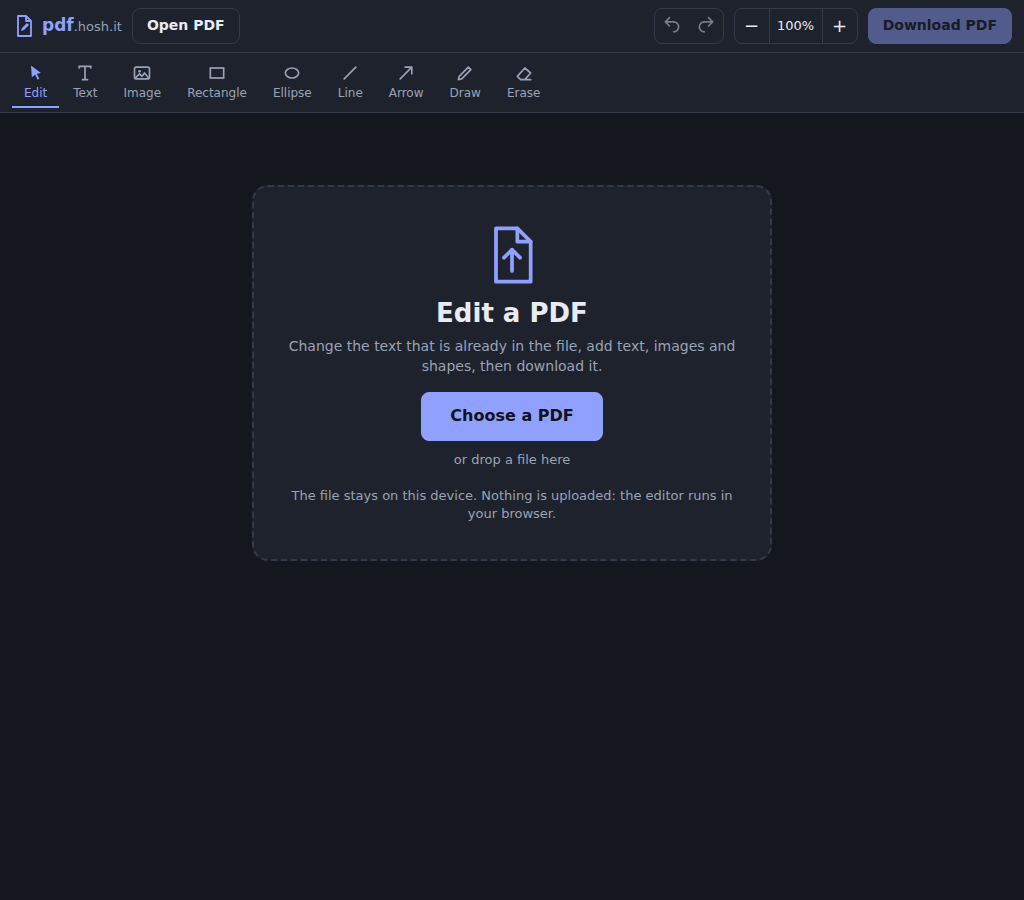 pdf.hosh.it
Open PDF
100%
Download PDF
Edit
Text
Image
Rectangle
Ellipse
Line
Arrow
Draw
Erase
Edit a PDF
Change the text that is already in the file, add text, images and
shapes, then download it.
Choose a PDF
or drop a file here
The file stays on this device. Nothing is uploaded: the editor runs in
your browser.